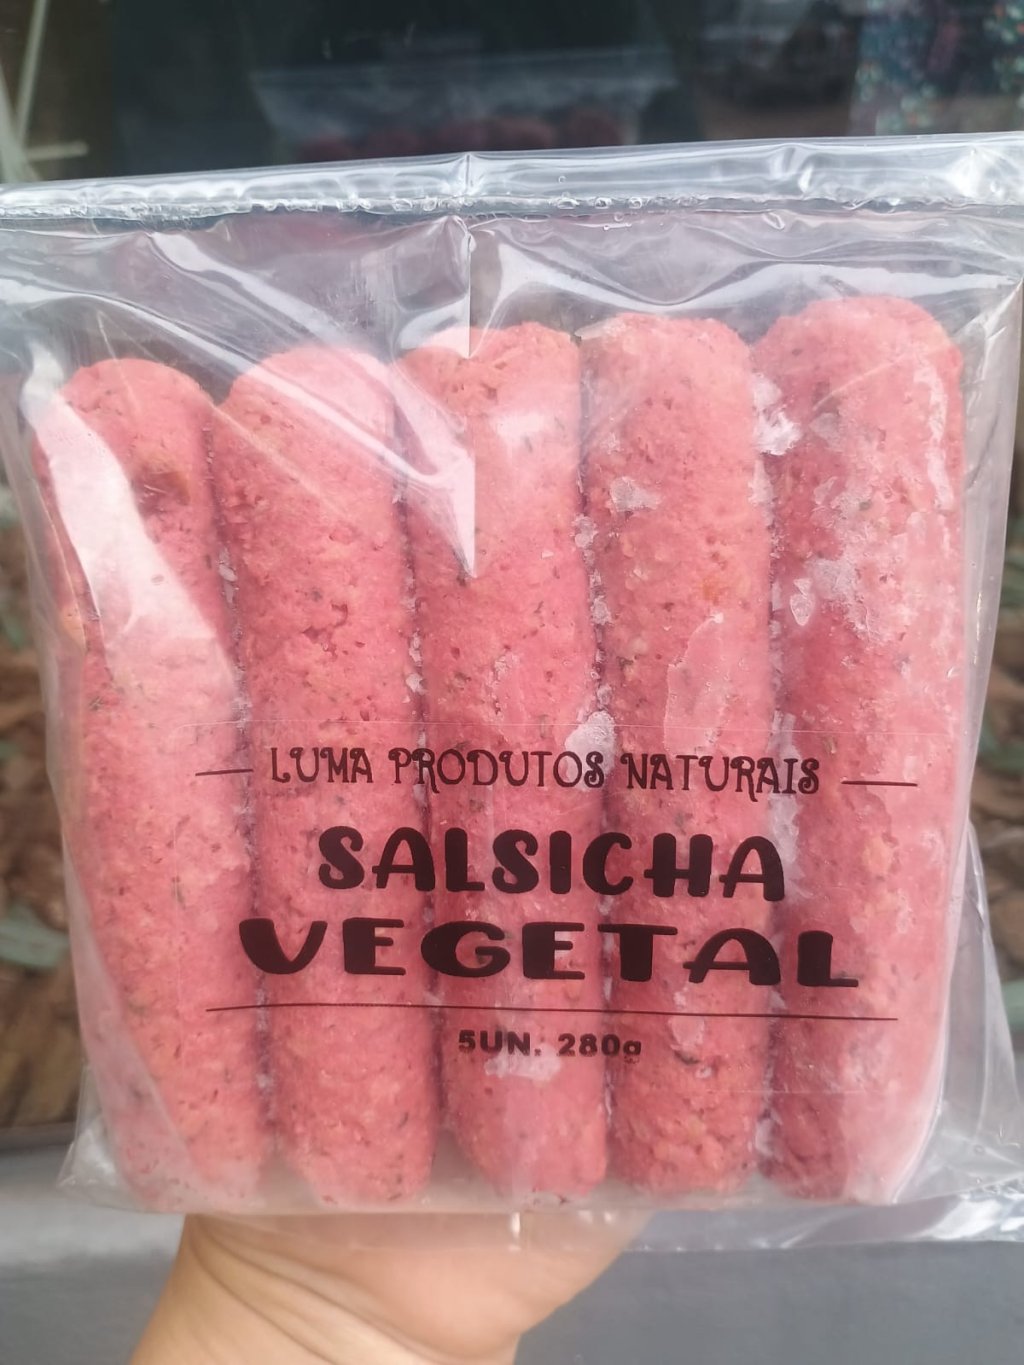 LUMA PRODUTOS NATURAIS
SALSICHA
VEGETAL
5UN. 280g